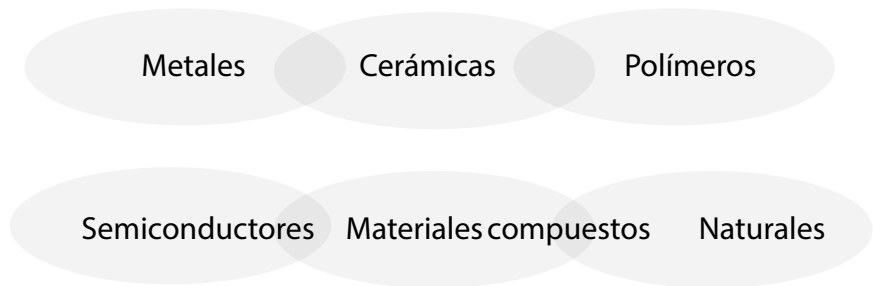 Metales Cerámicas Polímeros
Semiconductores Materiales compuestos Naturales